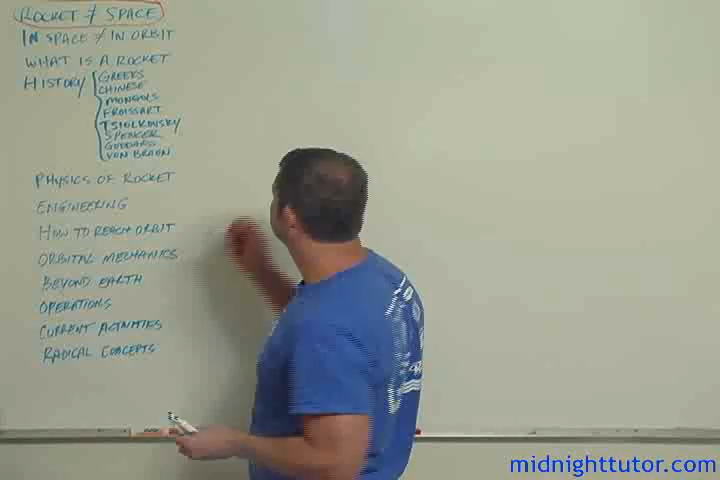 ROCKET ≠ SPACE
IN SPACE ≠ IN ORBIT
WHAT IS A ROCKET
HISTORY
GREEKS
CHINESE
MONGOLS
FROISSART
TSIOLKOVSKY
SPENCER
GODDARD
VON BRAUN
PHYSICS OF ROCKET
ENGINEERING
HOW TO REACH ORBIT
ORBITAL MECHANICS
BEYOND EARTH
OPERATIONS
CURRENT ACTIVITIES
RADICAL CONCEPTS
midnighttutor.com